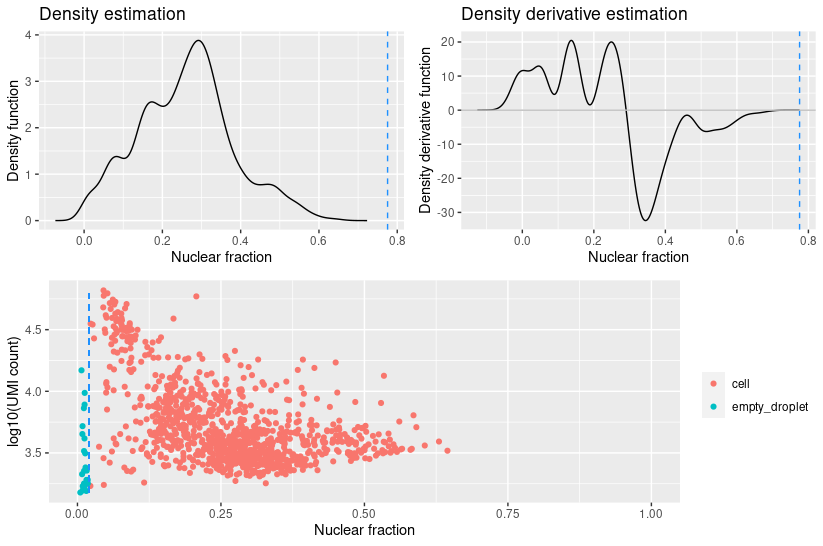 Density estimation
Density function
4
3
2
1
0
0.0 0.2 0.4 0.6 0.8
Nuclear fraction
Density derivative estimation
Density derivative function
20
10
0
-10
-20
-30
0.0 0.2 0.4 0.6 0.8
Nuclear fraction
log10(UMI count)
4.5
4.0
3.5
0.00 0.25 0.50 0.75 1.00
Nuclear fraction
cell
empty_droplet